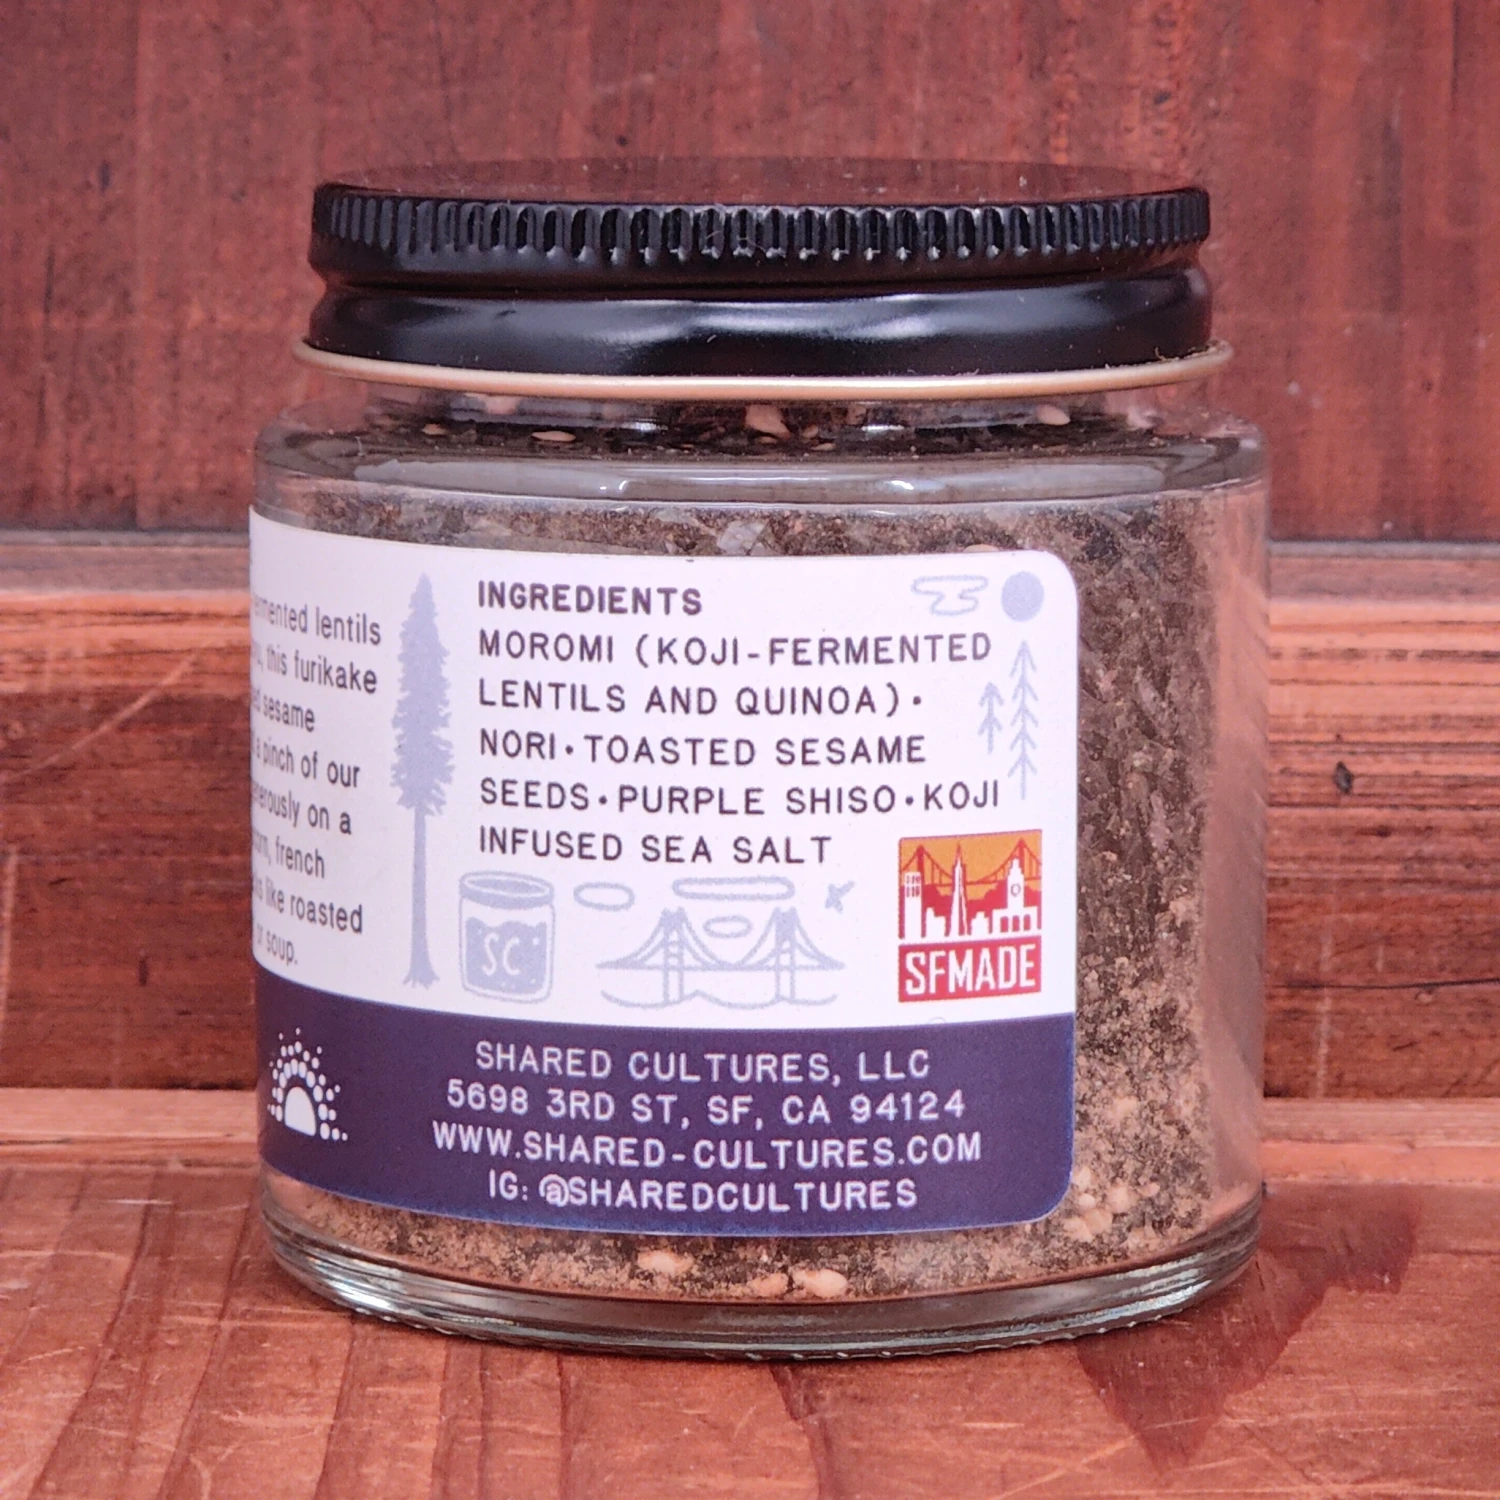 lentils
this furikake
sesame
a pinch of our
on a
french
like roasted
or soup.
INGREDIENTS
MOROMI (KOJI-FERMENTED
LENTILS AND QUINOA)•
NORI•TOASTED SESAME
SEEDS•PURPLE SHISO•KOJI
INFUSED SEA SALT
SC
SFMADE
SHARED CULTURES, LLC
5698 3RD ST, SF, CA 94124
WWW.SHARED-CULTURES.COM
IG: @SHAREDCULTURES